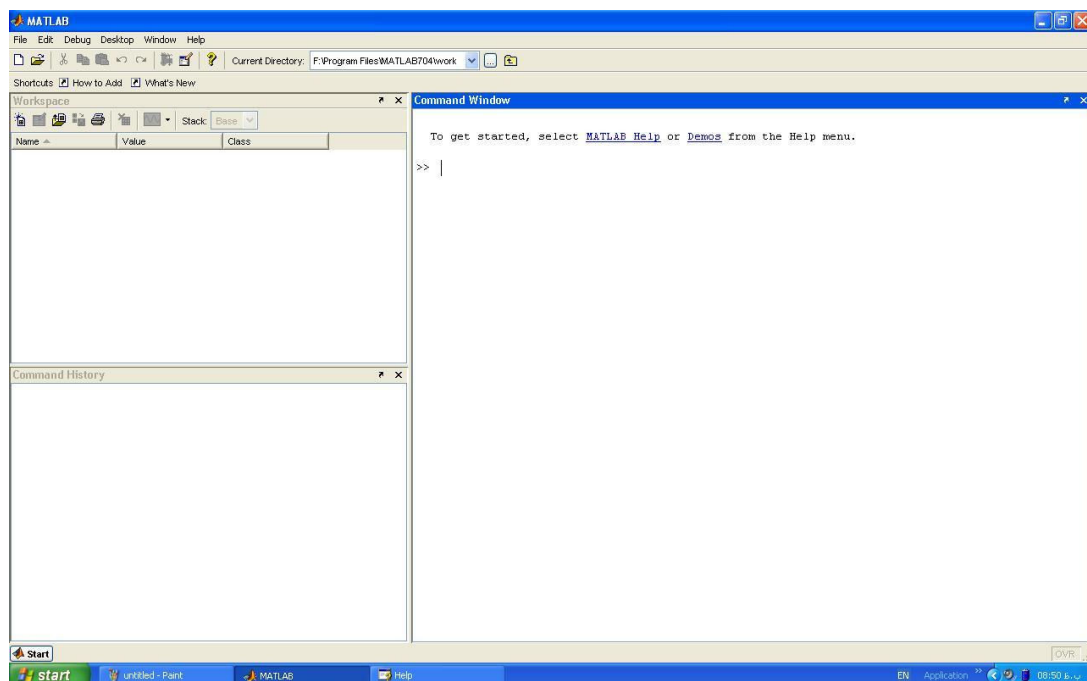 MATLAB
File Edit Debug Desktop Window Help
Current Directory: F:\Program Files\MATLAB704\work
Shortcuts How to Add What's New
Workspace
Stack: Base
Name Value Class
Command History
Command Window
To get started, select MATLAB Help or Demos from the Help menu.
>>
Start
OVR
start untitled - Paint MATLAB Help EN Application 08:50